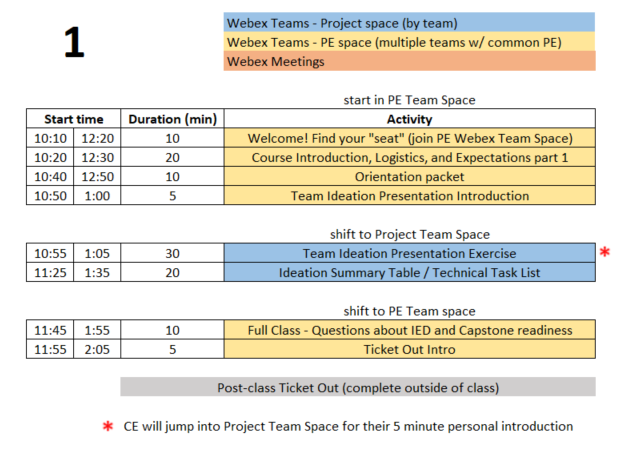 1
Webex Teams - Project space (by team)
Webex Teams - PE space (multiple teams w/ common PE)
Webex Meetings
start in PE Team Space
Start time Duration (min) Activity
10:10 12:20 10 Welcome! Find your "seat" (join PE Webex Team Space)
10:20 12:30 20 Course Introduction, Logistics, and Expectations part 1
10:40 12:50 10 Orientation packet
10:50 1:00 5 Team Ideation Presentation Introduction
shift to Project Team Space
10:55 1:05 30 Team Ideation Presentation Exercise *
11:25 1:35 20 Ideation Summary Table / Technical Task List
shift to PE Team space
11:45 1:55 10 Full Class - Questions about IED and Capstone readiness
11:55 2:05 5 Ticket Out Intro
Post-class Ticket Out (complete outside of class)
* CE will jump into Project Team Space for their 5 minute personal introduction